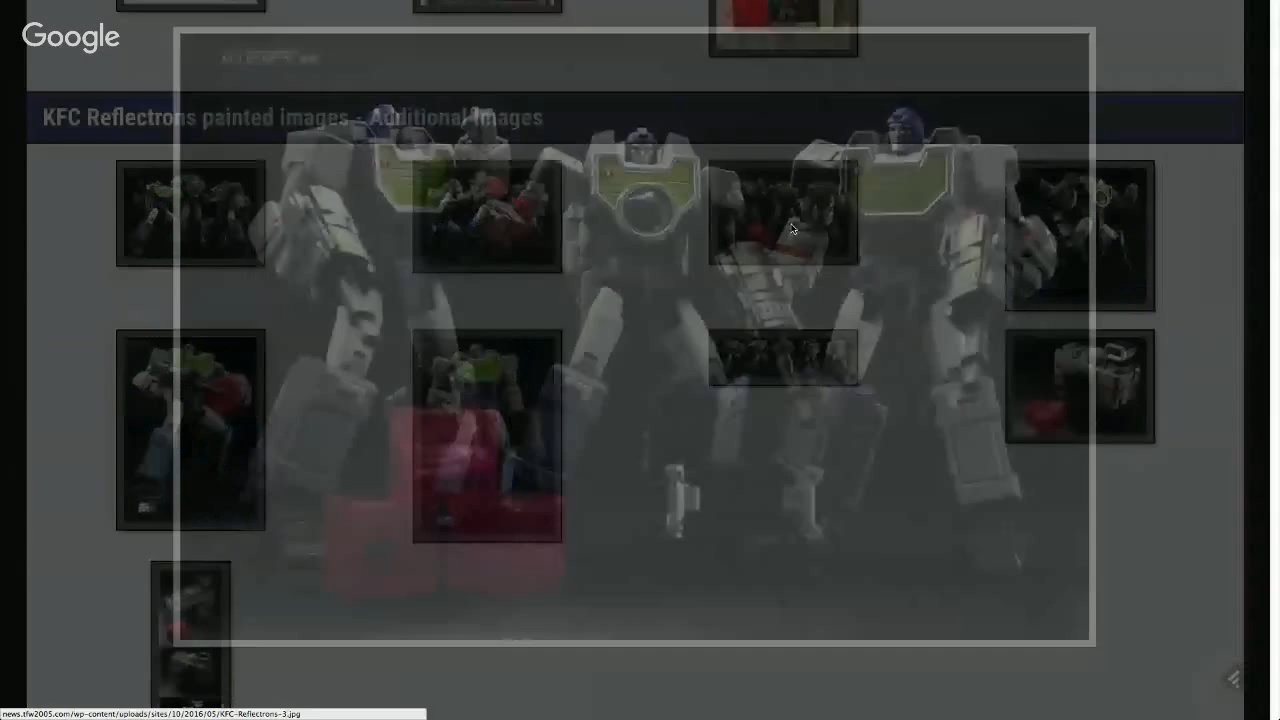 Google
KFC Reflectrons painted images - Additional Images
news.tfw2005.com/wp-content/uploads/sites/10/2016/05/KFC-Reflectrons-3.jpg